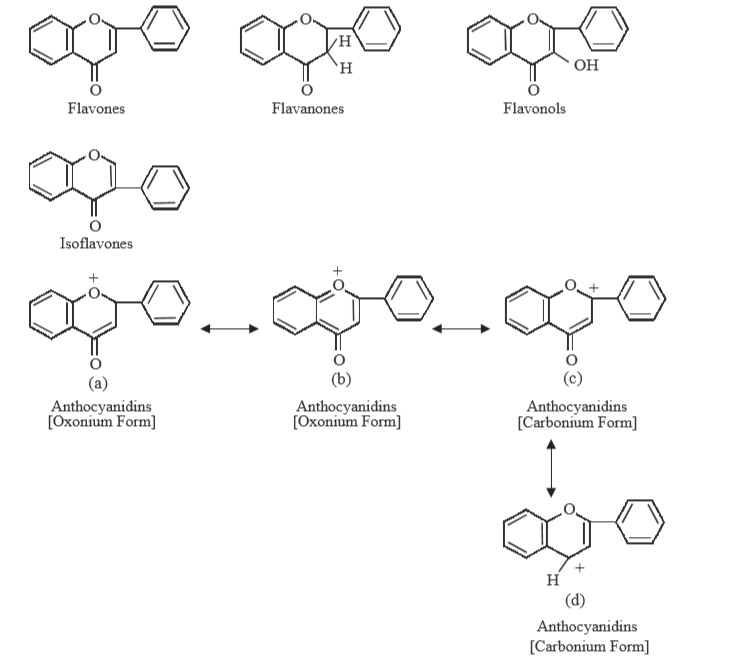 O O O
H
H
OH
O O O
Flavones Flavanones Flavonols
O
O
Isoflavones
+ + +
O O O
O O O
(a) (b) (c)
Anthocyanidins Anthocyanidins Anthocyanidins
[Oxonium Form] [Oxonium Form] [Carbonium Form]
O
+
H
(d)
Anthocyanidins
[Carbonium Form]